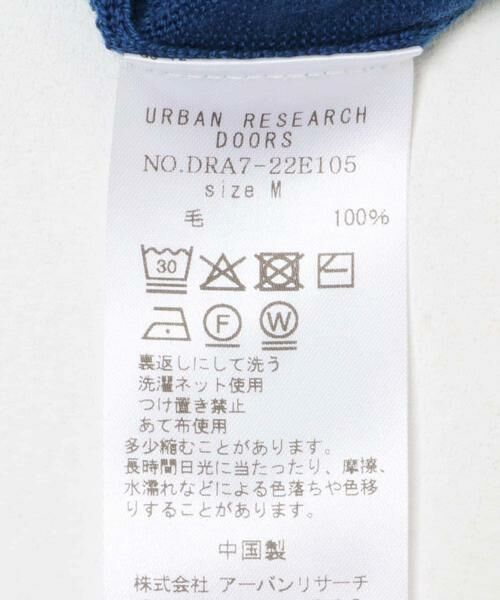 URBAN RESEARCH
DOORS
NO.DRA7-22E105
size M
毛 100%
30
F W
裏返しにして洗う
洗濯ネット使用
つけ置き禁止
あて布使用
多少縮むことがあります。
長時間日光に当たったり、摩擦、
水濡れなどによる色落ちや色移
りすることがあります。
中国製
株式会社 アーバンリサーチ